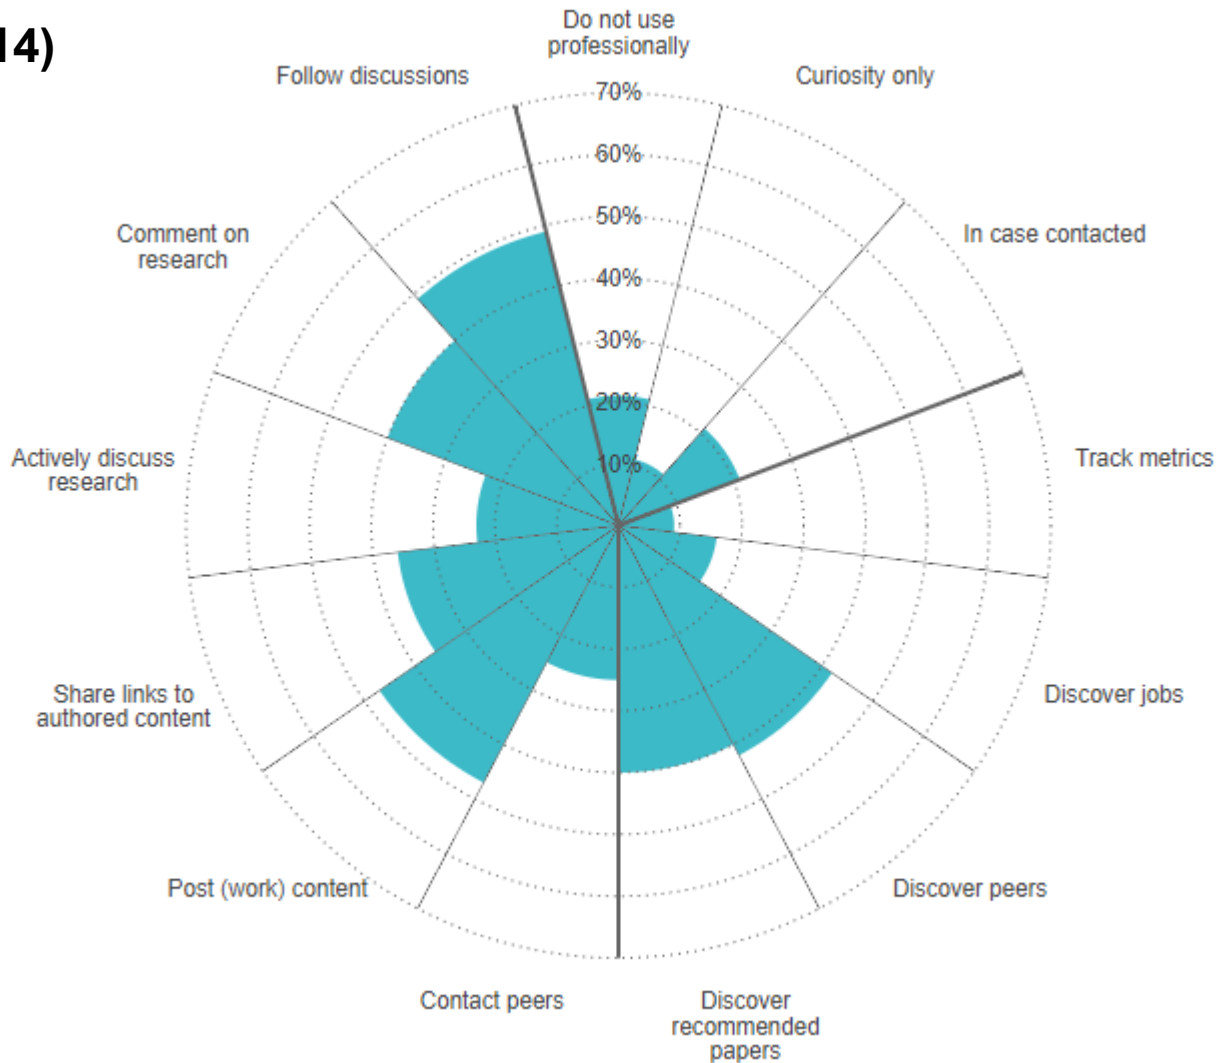 14)
Do not use
professionally
Follow discussions
Curiosity only
70%
60%
50%
40%
30%
20%
10%
Comment on
research
In case contacted
Actively discuss
research
Track metrics
Share links to
authored content
Discover jobs
Post (work) content
Discover peers
Contact peers
Discover
recommended
papers